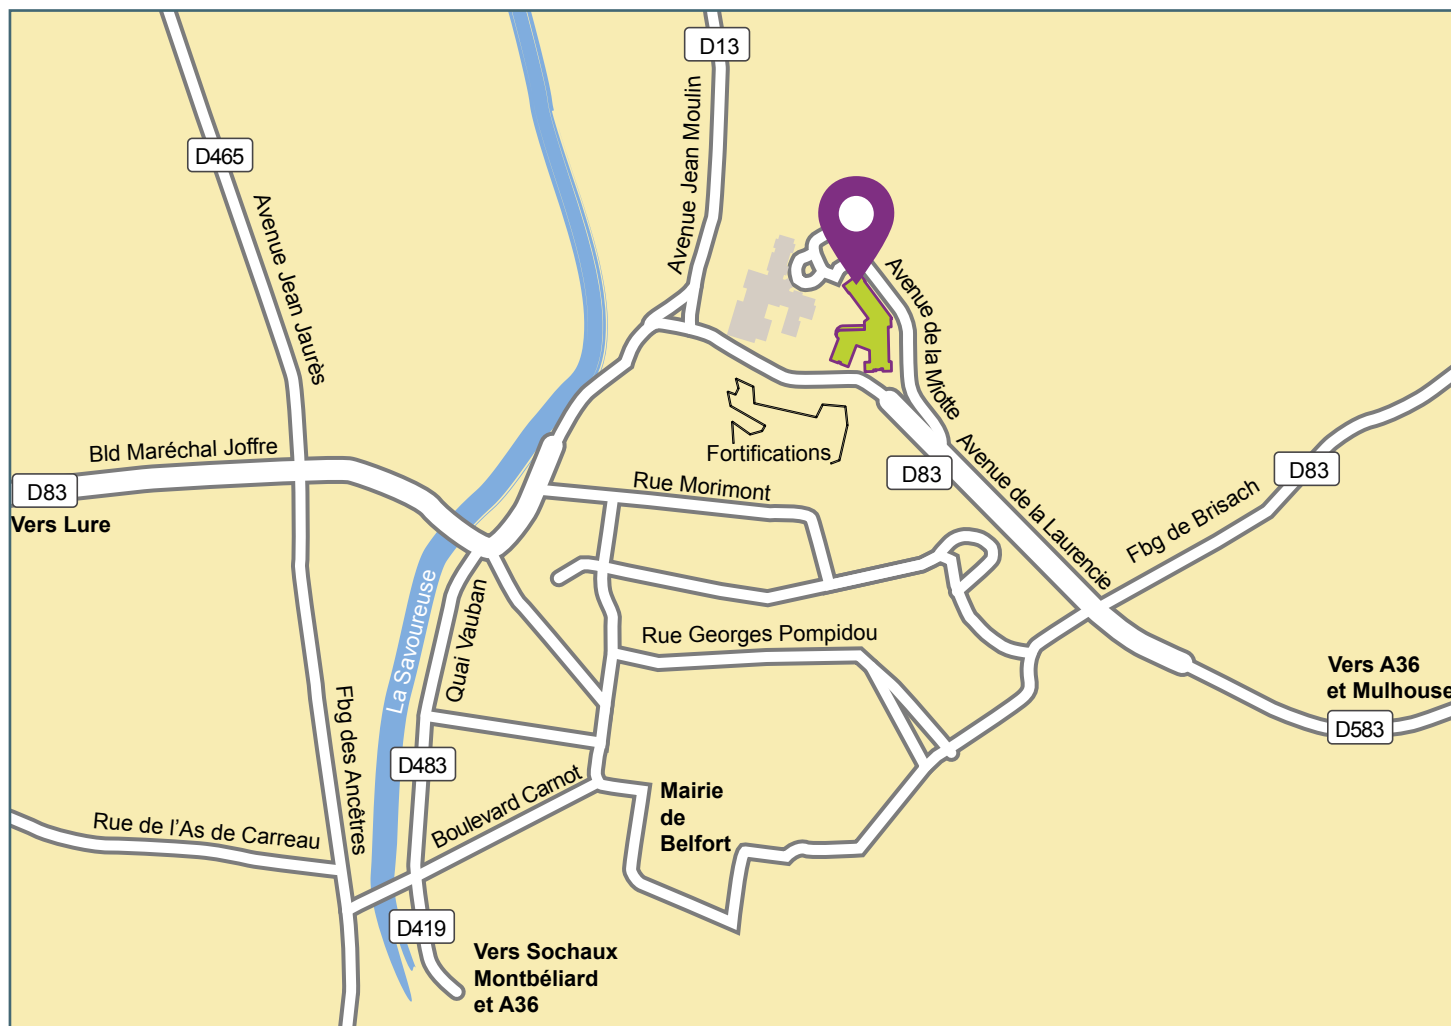 D13
D465
Avenue Jean Moulin
Avenue Jean Jaurès
Avenue de la Miotte
Bld Maréchal Joffre
Fortifications
D83
Vers Lure
D83
D83
Rue Morimont
Avenue de la Laurencie
Fbg de Brisach
La Savoureuse
Quai Vauban
Rue Georges Pompidou
Vers A36
et Mulhouse
D583
Fbg des Ancêtres
D483
Boulevard Carnot
Mairie
de
Belfort
Rue de l'As de Carreau
D419
Vers Sochaux
Montbéliard
et A36